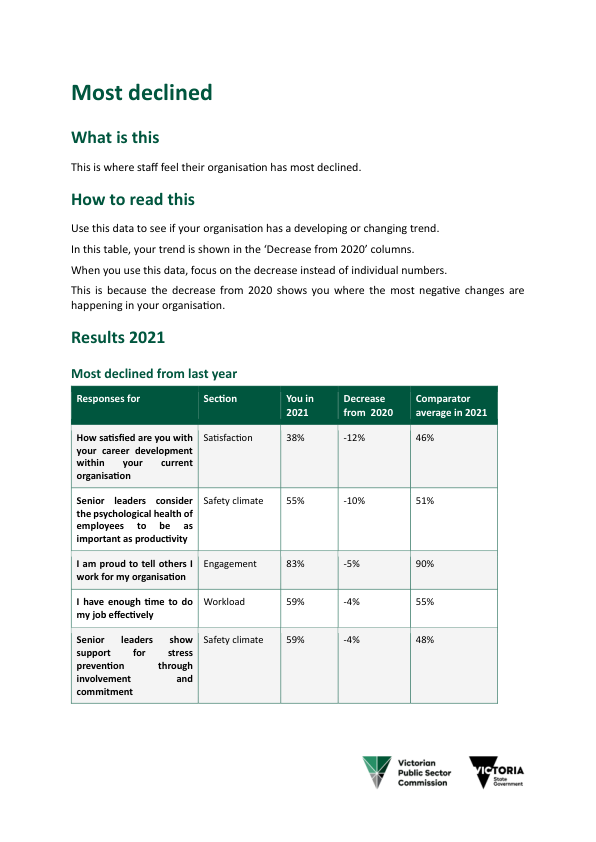 Most declined
What is this
This is where staff feel their organisation has most declined.
How to read this
Use this data to see if your organisation has a developing or changing trend.
In this table, your trend is shown in the ‘Decrease from 2020’ columns.
When you use this data, focus on the decrease instead of individual numbers.
This is because the decrease from 2020 shows you where the most negative changes are
happening in your organisation.
Results 2021
Most declined from last year
Responses for Section You in Decrease Comparator
2021 from 2020 average in 2021
How satisfied are you with Satisfaction 38% -12% 46%
your career development
within your current
organisation
Senior leaders consider Safety climate 55% -10% 51%
the psychological health of
employees to be as
important as productivity
I am proud to tell others I Engagement 83% -5% 90%
work for my organisation
I have enough time to do Workload 59% -4% 55%
my job effectively
Senior leaders show Safety climate 59% -4% 48%
support for stress
prevention through
involvement and
commitment
Victorian
Public Sector
Commission
VICTORIA
State
Government